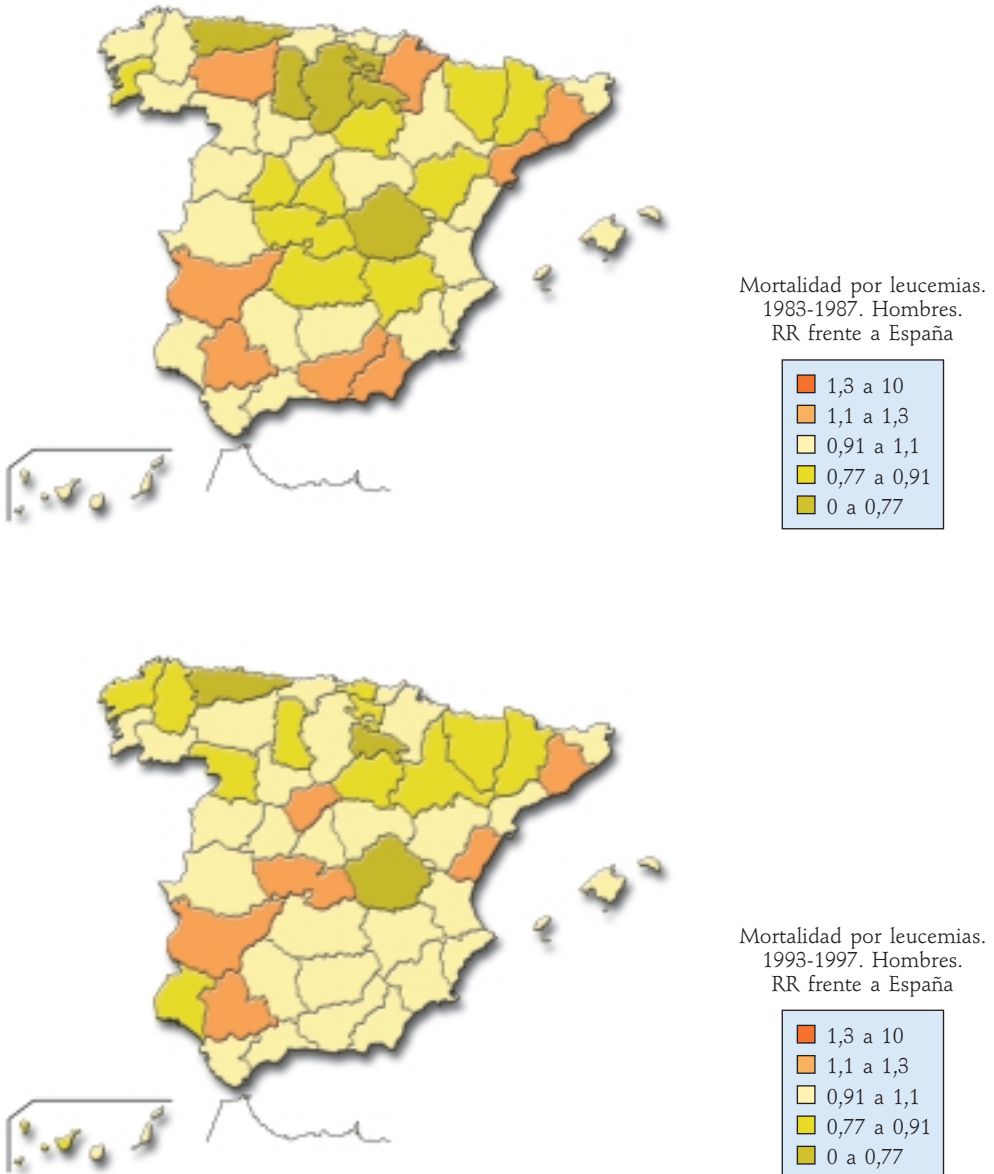 Mortalidad por leucemias.
1983-1987. Hombres.
RR frente a España
1,3 a 10
1,1 a 1,3
0,91 a 1,1
0,77 a 0,91
0 a 0,77
Mortalidad por leucemias.
1993-1997. Hombres.
RR frente a España
1,3 a 10
1,1 a 1,3
0,91 a 1,1
0,77 a 0,91
0 a 0,77